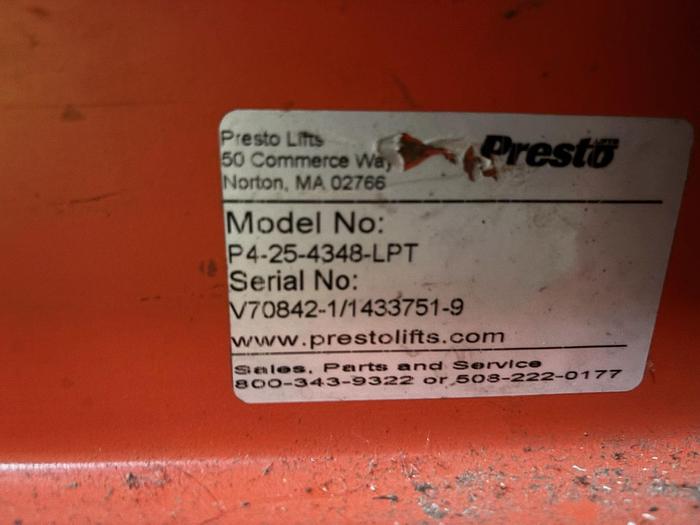 Presto Lifts
50 Commerce Way
Norton, MA 02766
Presto LIFTS
Model No:
P4-25-4348-LPT
Serial No:
V70842-1/1433751-9
www.prestolifts.com
Sales, Parts and Service
800-343-9322 or 508-222-0177